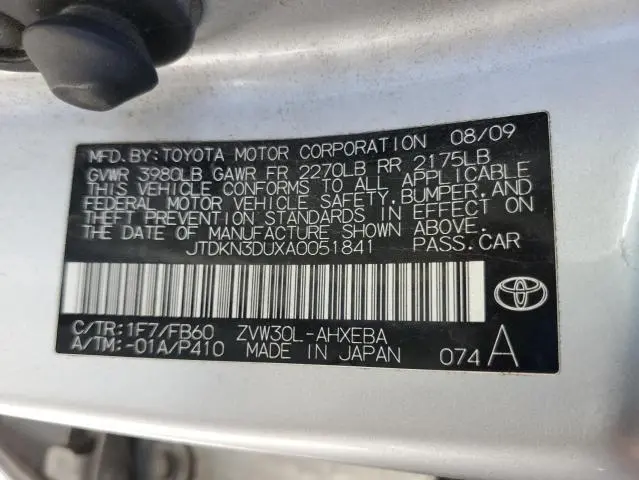 MFD.BY:TOYOTA MOTOR CORPORATION 08/09
GVWR 3980LB GAWR FR 2270LB RR 2175LB
THIS VEHICLE CONFORMS TO ALL APPLICABLE
FEDERAL MOTOR VEHICLE SAFETY,BUMPER,AND
THEFT PREVENTION STANDARDS IN EFFECT ON
THE DATE OF MANUFACTURE SHOWN ABOVE.
JTDKN3DUXA0051841 PASS.CAR
C/TR:1F7/FB60 ZVW30L-AHXEBA
A/TM:-01A/P410 MADE IN JAPAN 074 A